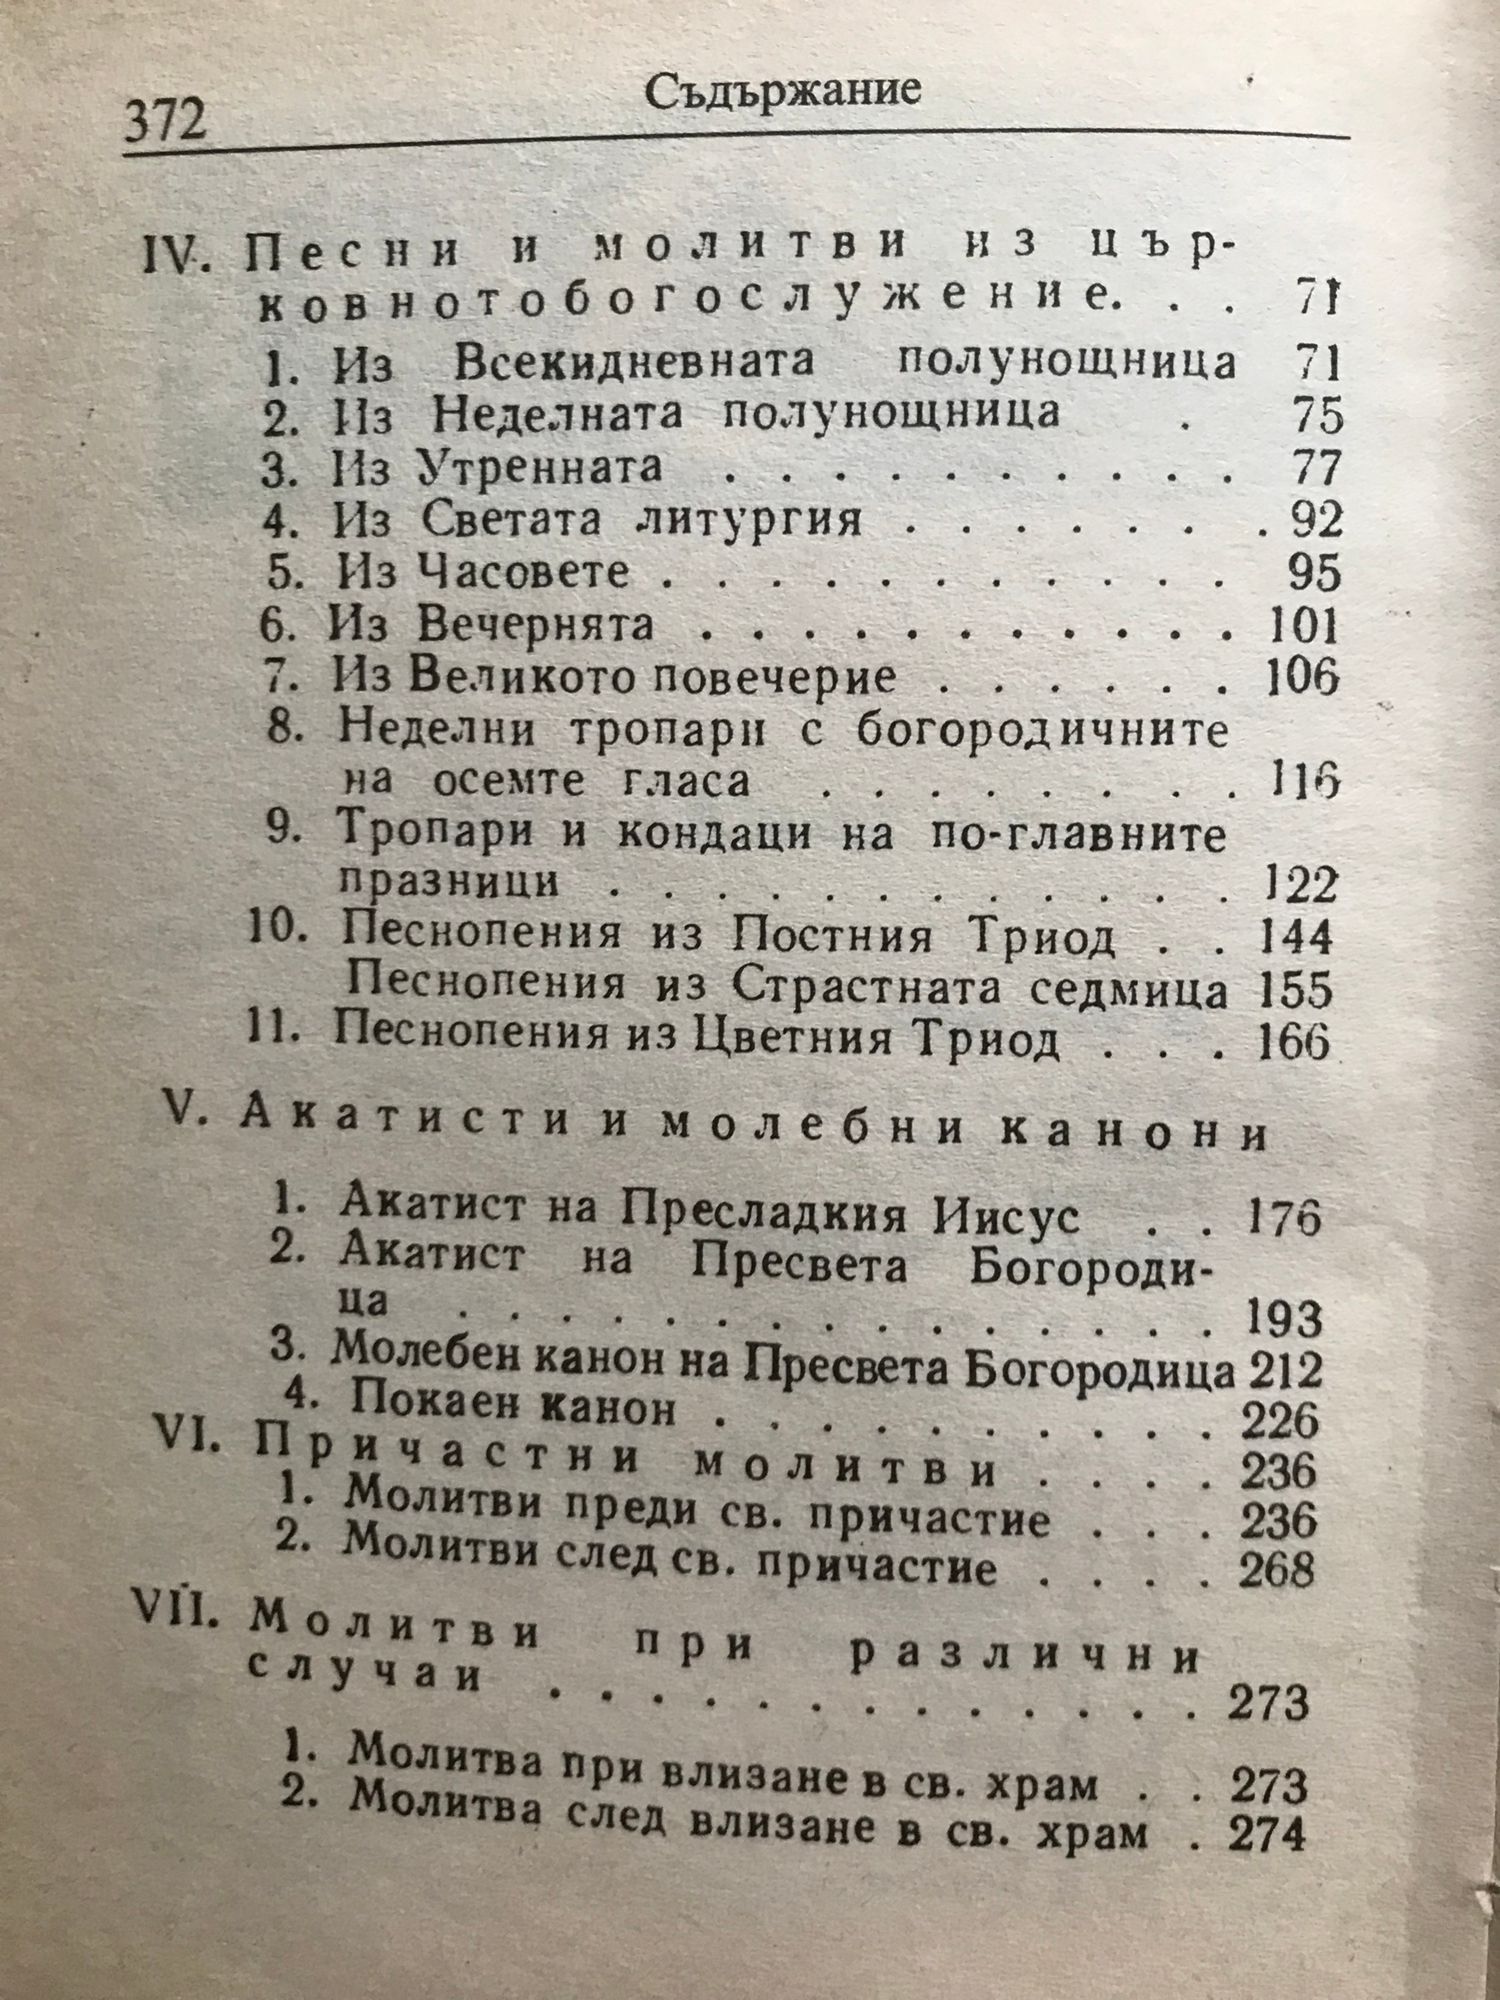 372 Съдържание
IV. Песни и молитви из цър-
ковнотобогослужение. . . 71
1. Из Всекидневната полунощница 71
2. Из Неделната полунощница . 75
3. Из Утренната . . . . . . . . . . 77
4. Из Светата литургия . . . . . . . 92
5. Из Часовете . . . . . . . . . . . 95
6. Из Вечернята . . . . . . . . . . . 101
7. Из Великото повечерие . . . . . . 106
8. Неделни тропари с богородичните
на осемте гласа . . . . . . . . 116
9. Тропари и кондаци на по-главните
празници . . . . . . . . . . . . 122
10. Песнопения из Постния Триод . . 144
Песнопения из Страстната седмица 155
11. Песнопения из Цветния Триод . . . 166
V. Акатисти и молебни канони
1. Акатист на Пресладкия Иисус . . 176
2. Акатист на Пресвета Богороди-
ца . . . . . . . . . . . . . . . 193
3. Молебен канон на Пресвета Богородица 212
4. Покаен канон . . . . . . . . . . 226
VI. Причастни молитви . . . . 236
1. Молитви преди св. причастие . . . 236
2. Молитви след св. причастие . . . . 268
VII. Молитви при различни
случаи . . . . . . . . . . . . . 273
1. Молитва при влизане в св. храм . . 273
2. Молитва след влизане в св. храм . 274